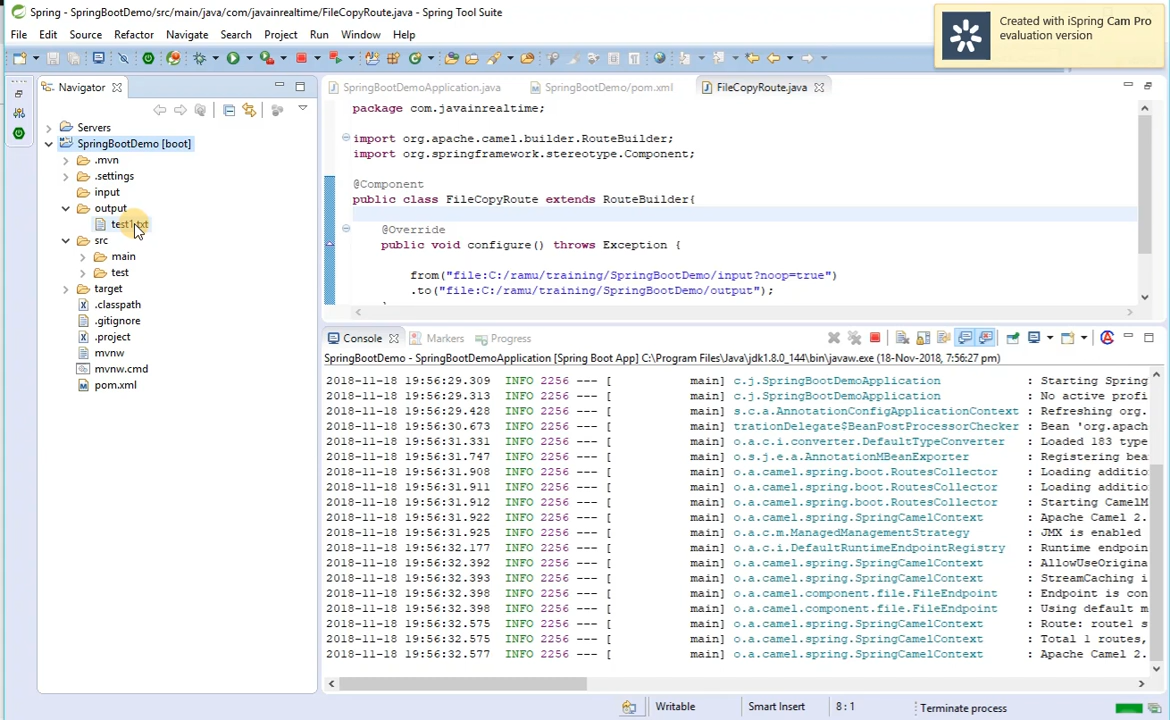 Spring - SpringBootDemo/src/main/java/com/javainrealtime/FileCopyRoute.java - Spring Tool Suite
Created with iSpring Cam Pro
evaluation version
File Edit Source Refactor Navigate Search Project Run Window Help
Navigator
SpringBootDemoApplication.java
SpringBootDemo/pom.xml
FileCopyRoute.java
Servers
SpringBootDemo [boot]
.mvn
.settings
input
output
test1.txt
src
main
test
target
.classpath
.gitignore
.project
mvnw
mvnw.cmd
pom.xml
package com.javainrealtime;
import org.apache.camel.builder.RouteBuilder;
import org.springframework.stereotype.Component;
@Component
public class FileCopyRoute extends RouteBuilder{
@Override
public void configure() throws Exception {
from("file:C:/ramu/training/SpringBootDemo/input?noop=true")
.to("file:C:/ramu/training/SpringBootDemo/output");
Console
Markers
Progress
SpringBootDemo - SpringBootDemoApplication [Spring Boot App] C:\Program Files\Java\jdk1.8.0_144\bin\javaw.exe (18-Nov-2018, 7:56:27 pm)
2018-11-18 19:56:29.309 INFO 2256 --- [ main] c.j.SpringBootDemoApplication : Starting Spring
2018-11-18 19:56:29.313 INFO 2256 --- [ main] c.j.SpringBootDemoApplication : No active profi
2018-11-18 19:56:29.428 INFO 2256 --- [ main] s.c.a.AnnotationConfigApplicationContext : Refreshing org.
2018-11-18 19:56:30.673 INFO 2256 --- [ main] trationDelegate$BeanPostProcessorChecker : Bean 'org.apach
2018-11-18 19:56:31.331 INFO 2256 --- [ main] o.a.c.i.converter.DefaultTypeConverter : Loaded 183 type
2018-11-18 19:56:31.747 INFO 2256 --- [ main] o.s.j.e.a.AnnotationMBeanExporter : Registering bea
2018-11-18 19:56:31.908 INFO 2256 --- [ main] o.a.camel.spring.boot.RoutesCollector : Loading additio
2018-11-18 19:56:31.911 INFO 2256 --- [ main] o.a.camel.spring.boot.RoutesCollector : Loading additio
2018-11-18 19:56:31.912 INFO 2256 --- [ main] o.a.camel.spring.boot.RoutesCollector : Starting CamelM
2018-11-18 19:56:31.922 INFO 2256 --- [ main] o.a.camel.spring.SpringCamelContext : Apache Camel 2.
2018-11-18 19:56:31.925 INFO 2256 --- [ main] o.a.c.m.ManagedManagementStrategy : JMX is enabled
2018-11-18 19:56:32.177 INFO 2256 --- [ main] o.a.c.i.DefaultRuntimeEndpointRegistry : Runtime endpoin
2018-11-18 19:56:32.392 INFO 2256 --- [ main] o.a.camel.spring.SpringCamelContext : AllowUseOrigina
2018-11-18 19:56:32.393 INFO 2256 --- [ main] o.a.camel.spring.SpringCamelContext : StreamCaching i
2018-11-18 19:56:32.398 INFO 2256 --- [ main] o.a.camel.component.file.FileEndpoint : Endpoint is con
2018-11-18 19:56:32.398 INFO 2256 --- [ main] o.a.camel.component.file.FileEndpoint : Using default m
2018-11-18 19:56:32.575 INFO 2256 --- [ main] o.a.camel.spring.SpringCamelContext : Route: route1 s
2018-11-18 19:56:32.575 INFO 2256 --- [ main] o.a.camel.spring.SpringCamelContext : Total 1 routes,
2018-11-18 19:56:32.577 INFO 2256 --- [ main] o.a.camel.spring.SpringCamelContext : Apache Camel 2.
Writable Smart Insert 8 : 1 Terminate process